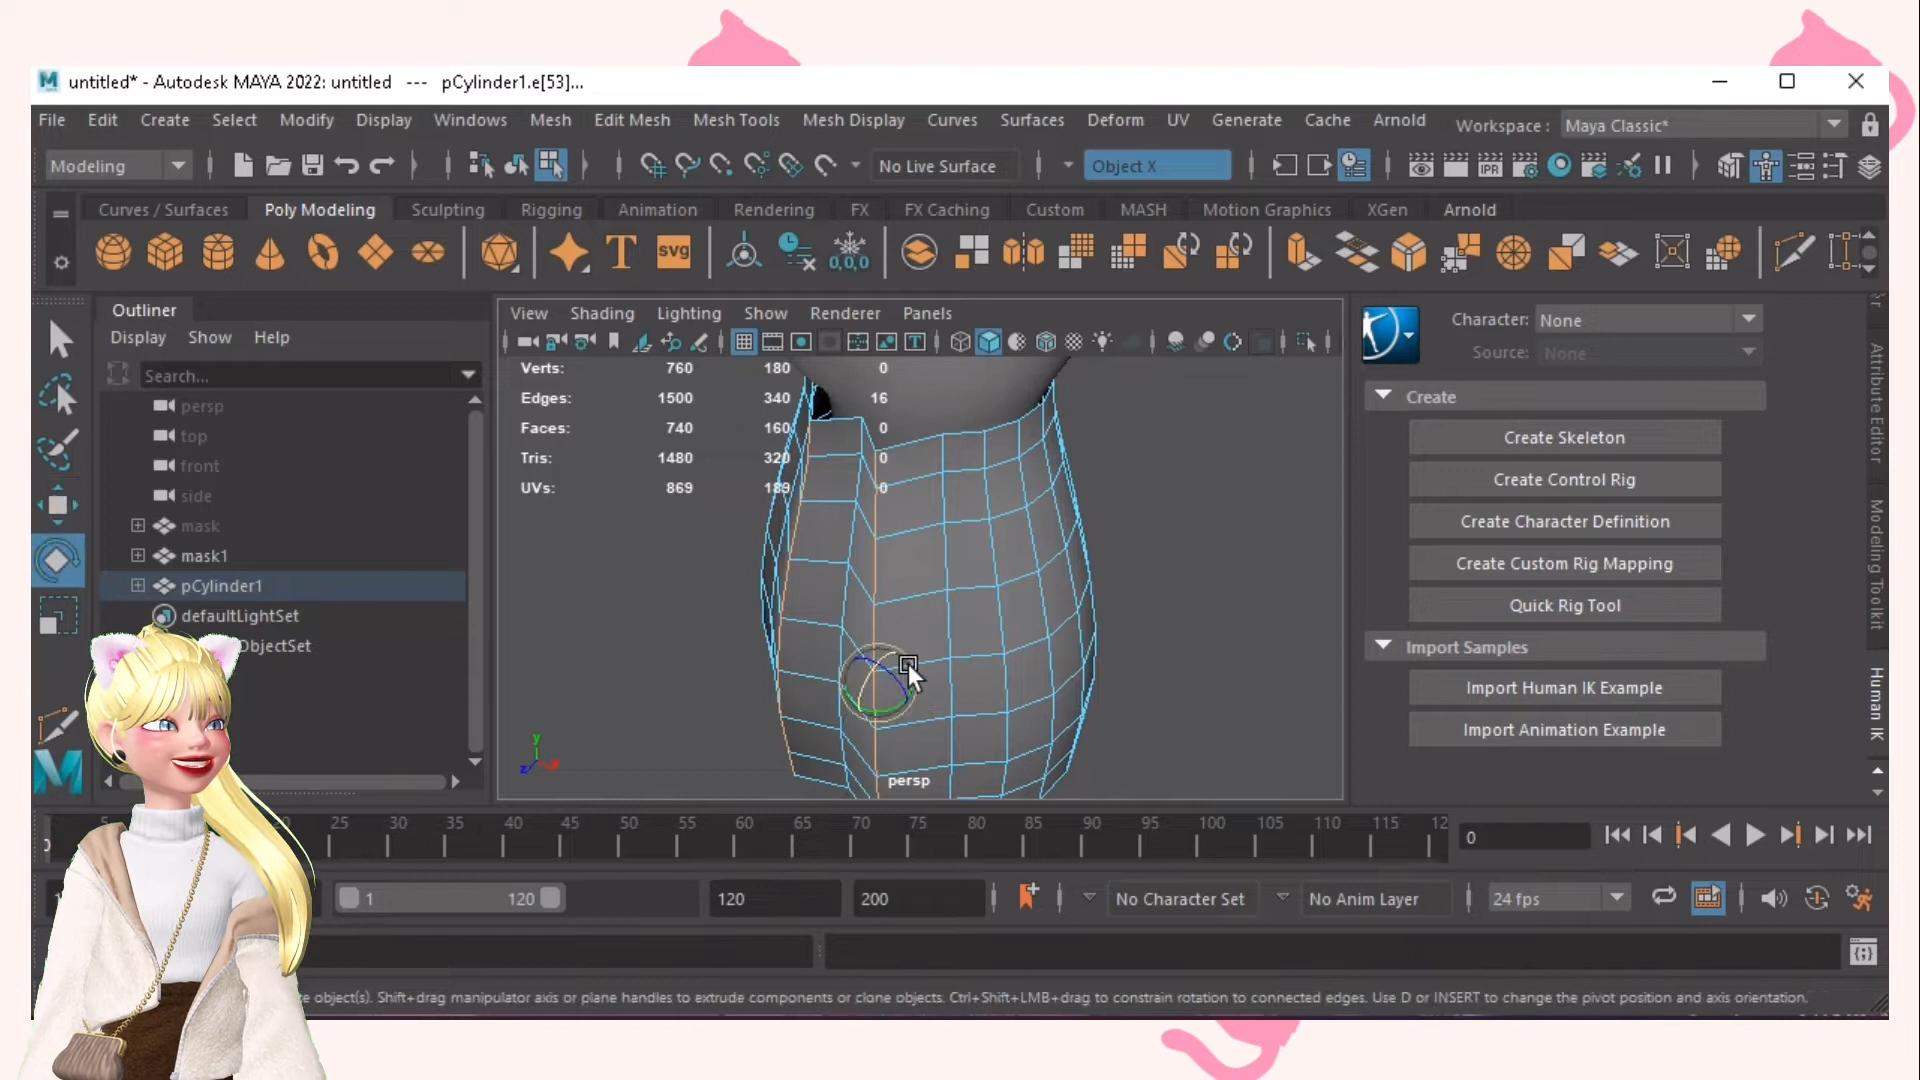 untitled* - Autodesk MAYA 2022: untitled --- pCylinder1.e[53]...
File Edit Create Select Modify Display Windows Mesh Edit Mesh Mesh Tools Mesh Display Curves Surfaces Deform UV Generate Cache Arnold Workspace : Maya Classic*
Modeling No Live Surface Object X IPR
Curves / Surfaces Poly Modeling Sculpting Rigging Animation Rendering FX FX Caching Custom MASH Motion Graphics XGen Arnold
T svg 0,0,0
Outliner
Display Show Help
Search...
persp
top
front
side
mask
mask1
pCylinder1
defaultLightSet
ObjectSet
View Shading Lighting Show Renderer Panels
Verts: 760 180 0
Edges: 1500 340 16
Faces: 740 160 0
Tris: 1480 320 0
UVs: 869 189 0
y
z x
persp
Character: None
Source: None
Create
Create Skeleton
Create Control Rig
Create Character Definition
Create Custom Rig Mapping
Quick Rig Tool
Import Samples
Import Human IK Example
Import Animation Example
Attribute Editor
Modeling Toolkit
Human IK
5 20 25 30 35 40 45 50 55 60 65 70 75 80 85 90 95 100 105 110 115 12
0
1 120 120 200 No Character Set No Anim Layer 24 fps
object(s). Shift+drag manipulator axis or plane handles to extrude components or clone objects. Ctrl+Shift+LMB+drag to constrain rotation to connected edges. Use D or INSERT to change the pivot position and axis orientation.